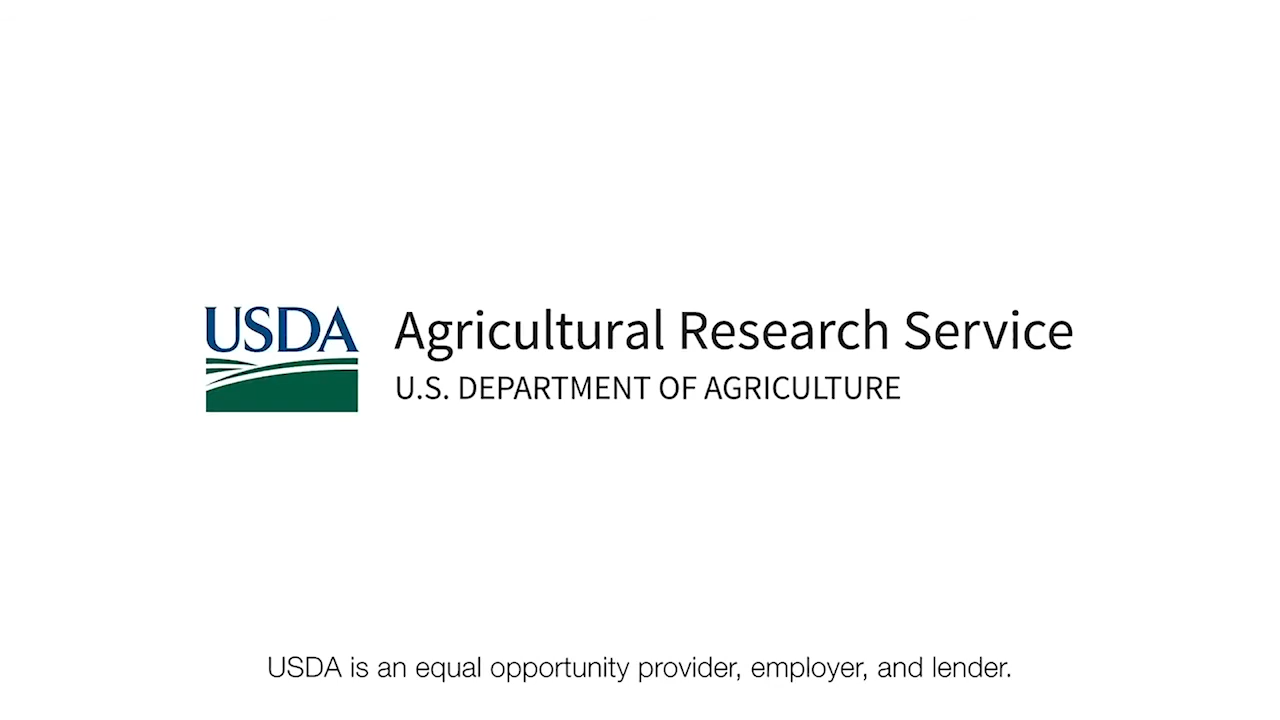 USDA
Agricultural Research Service
U.S. DEPARTMENT OF AGRICULTURE
USDA is an equal opportunity provider, employer, and lender.